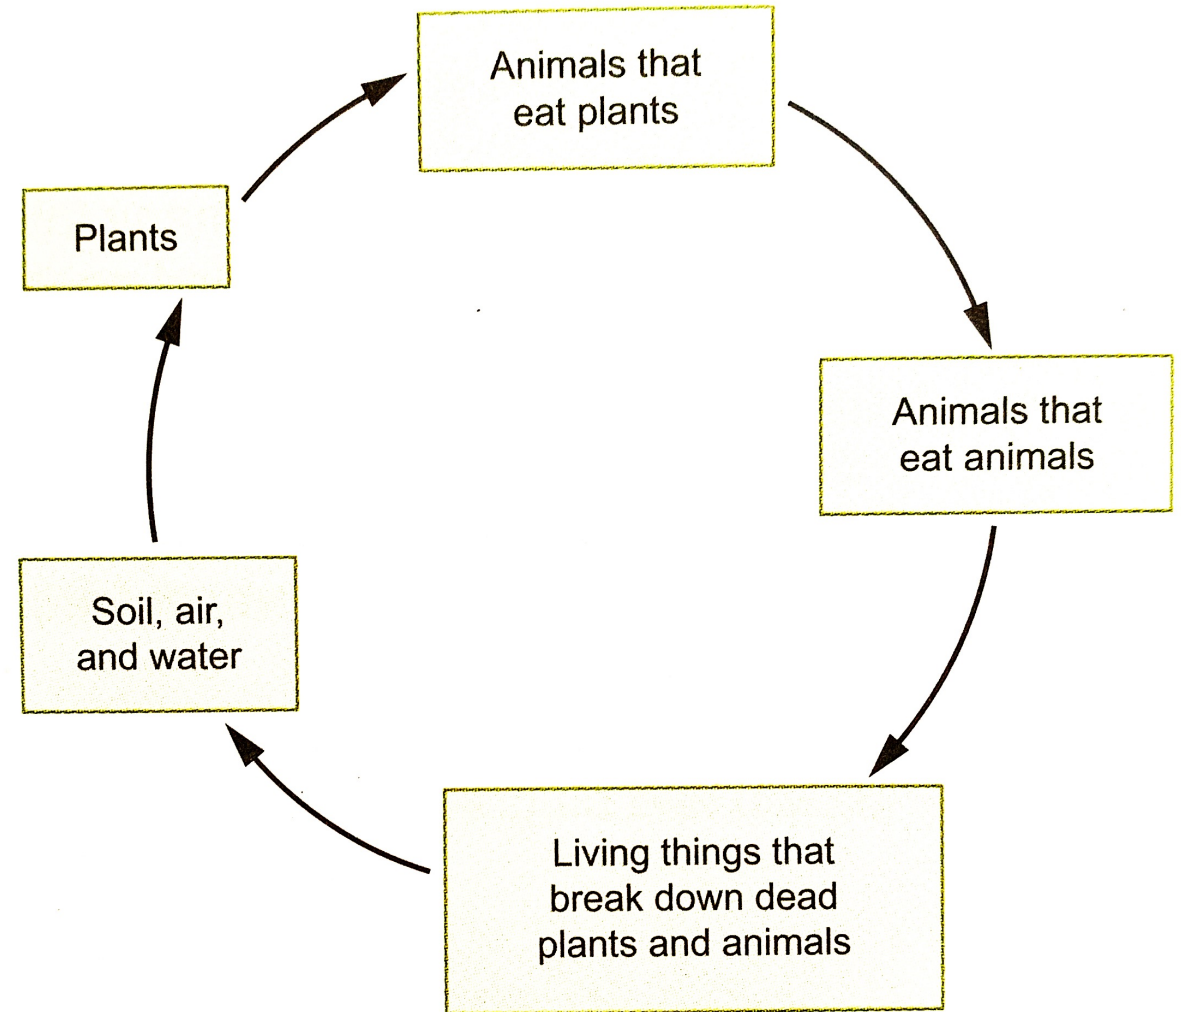 Animals that
eat plants
Plants
Animals that
eat animals
Soil, air,
and water
Living things that
break down dead
plants and animals